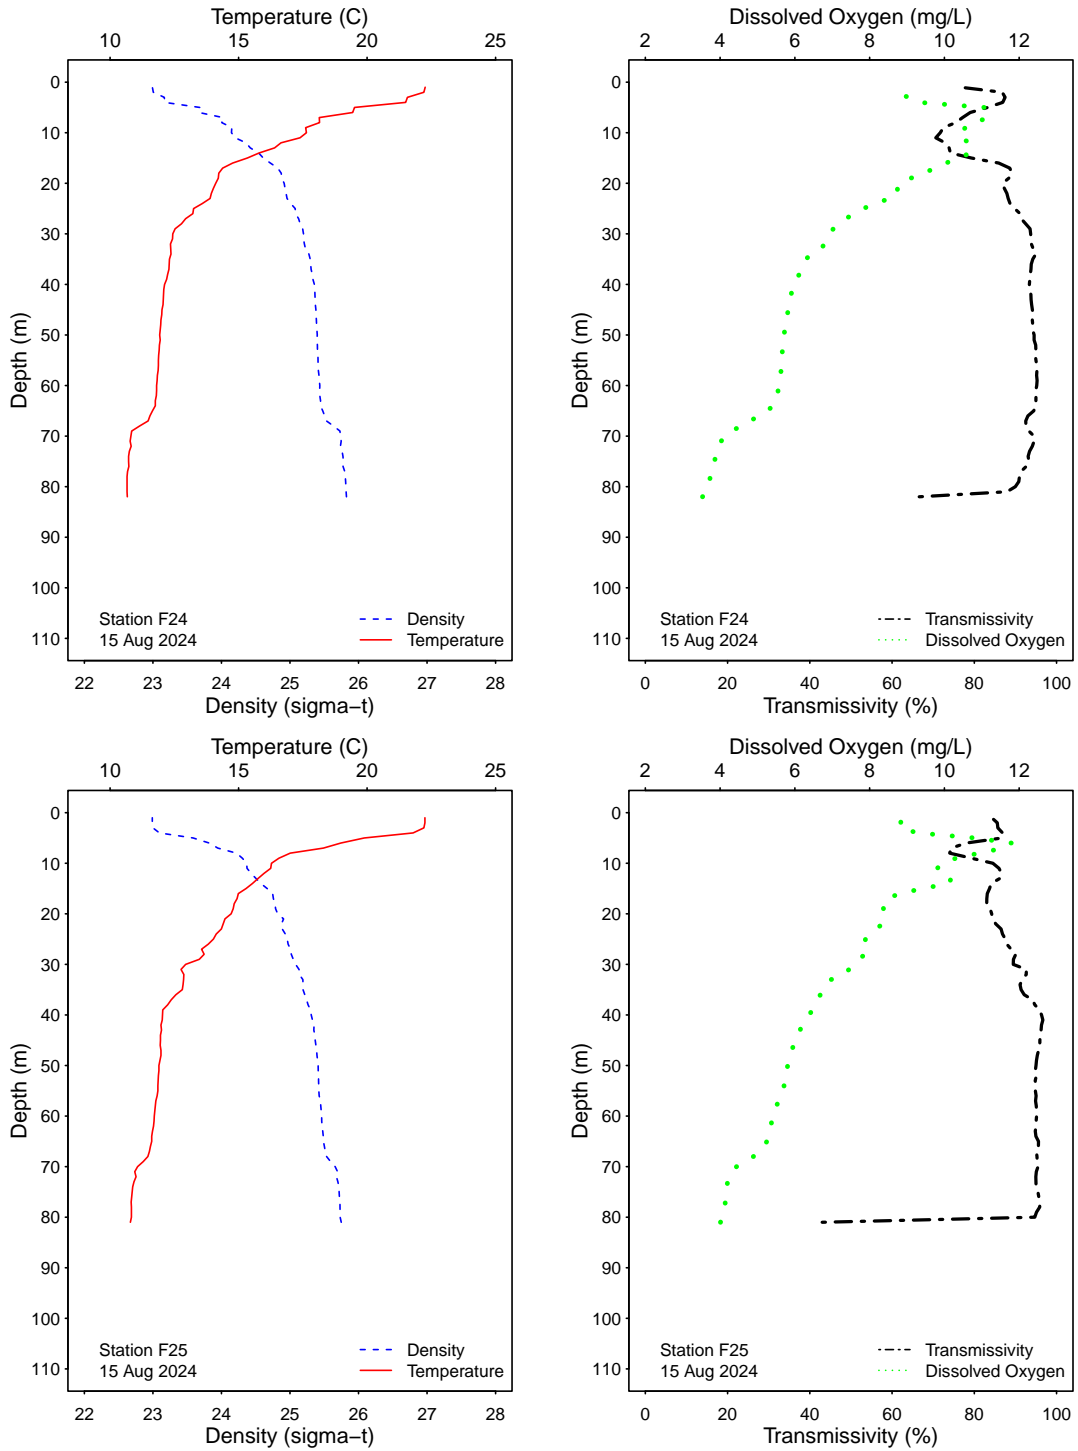 Temperature (C)
10 15 20 25
0
10
20
30
40
50
60
70
80
90
100
110
Depth (m)
Station F24
15 Aug 2024
Density
Temperature
22 23 24 25 26 27 28
Density (sigma−t)
Dissolved Oxygen (mg/L)
2 4 6 8 10 12
0
10
20
30
40
50
60
70
80
90
100
110
Depth (m)
Station F24
15 Aug 2024
Transmissivity
Dissolved Oxygen
0 20 40 60 80 100
Transmissivity (%)
Temperature (C)
10 15 20 25
0
10
20
30
40
50
60
70
80
90
100
110
Depth (m)
Station F25
15 Aug 2024
Density
Temperature
22 23 24 25 26 27 28
Density (sigma−t)
Dissolved Oxygen (mg/L)
2 4 6 8 10 12
0
10
20
30
40
50
60
70
80
90
100
110
Depth (m)
Station F25
15 Aug 2024
Transmissivity
Dissolved Oxygen
0 20 40 60 80 100
Transmissivity (%)